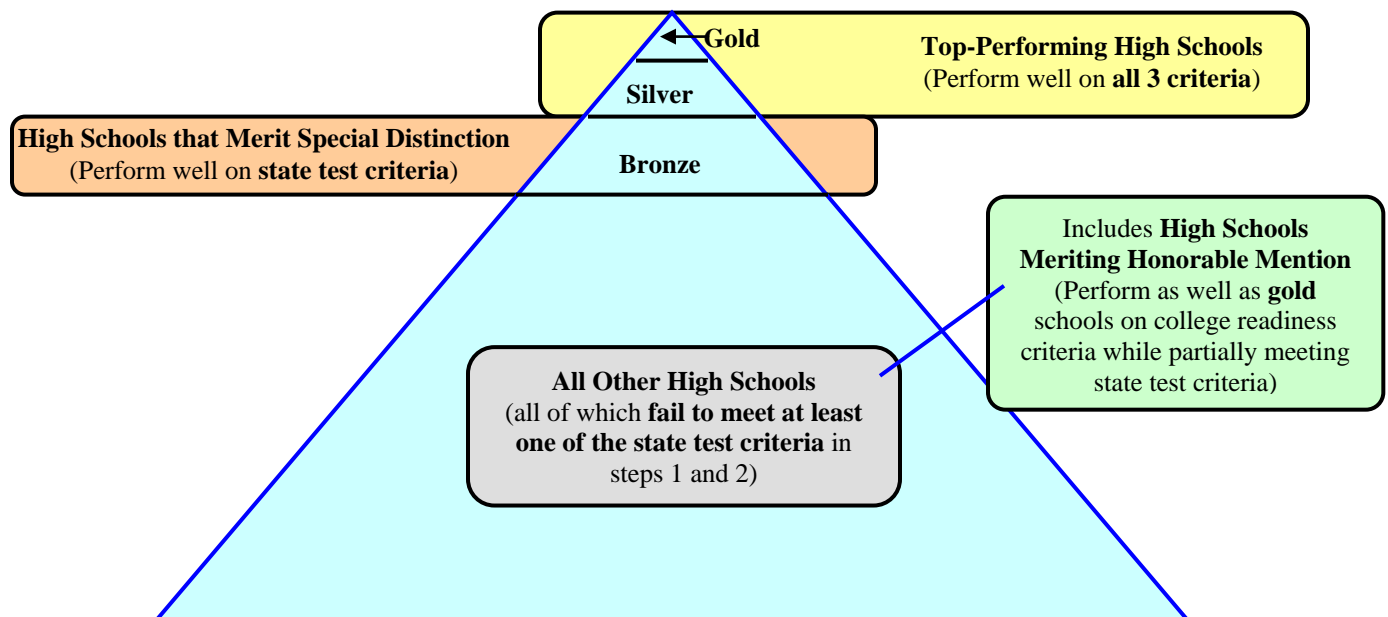 Gold
Top-Performing High Schools
(Perform well on all 3 criteria)
Silver
High Schools that Merit Special Distinction
(Perform well on state test criteria)
Bronze
Includes High Schools
Meriting Honorable Mention
(Perform as well as gold
schools on college readiness
criteria while partially meeting
state test criteria)
All Other High Schools
(all of which fail to meet at least
one of the state test criteria in
steps 1 and 2)